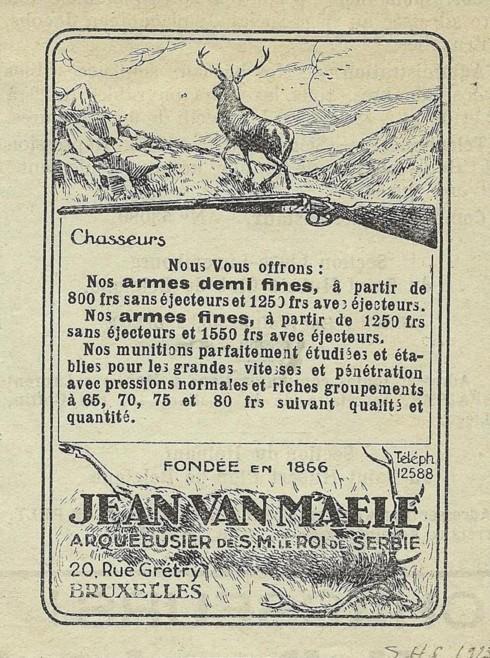 Chasseurs
Nous Vous offrons :
Nos armes demi fines, â partir de
800 frs sans éjecteurs et 1250 frs avec éjecteurs.
Nos armes fines, à partir de 1250 frs
sans éjecteurs et 1550 frs avec éjecteurs.
Nos munitions parfaitement étudiées et éta-
blies pour les grandes vitesses et pénétration
avec pressions normales et riches groupements
à 65, 70, 75 et 80 frs suivant qualité et
quantité.
FONDÉE EN 1866
Téléph.
12588
JEAN VAN MAELE
ARQUEBUSIER DE S.M. LE ROI DE SERBIE
20, Rue Grétry
BRUXELLES